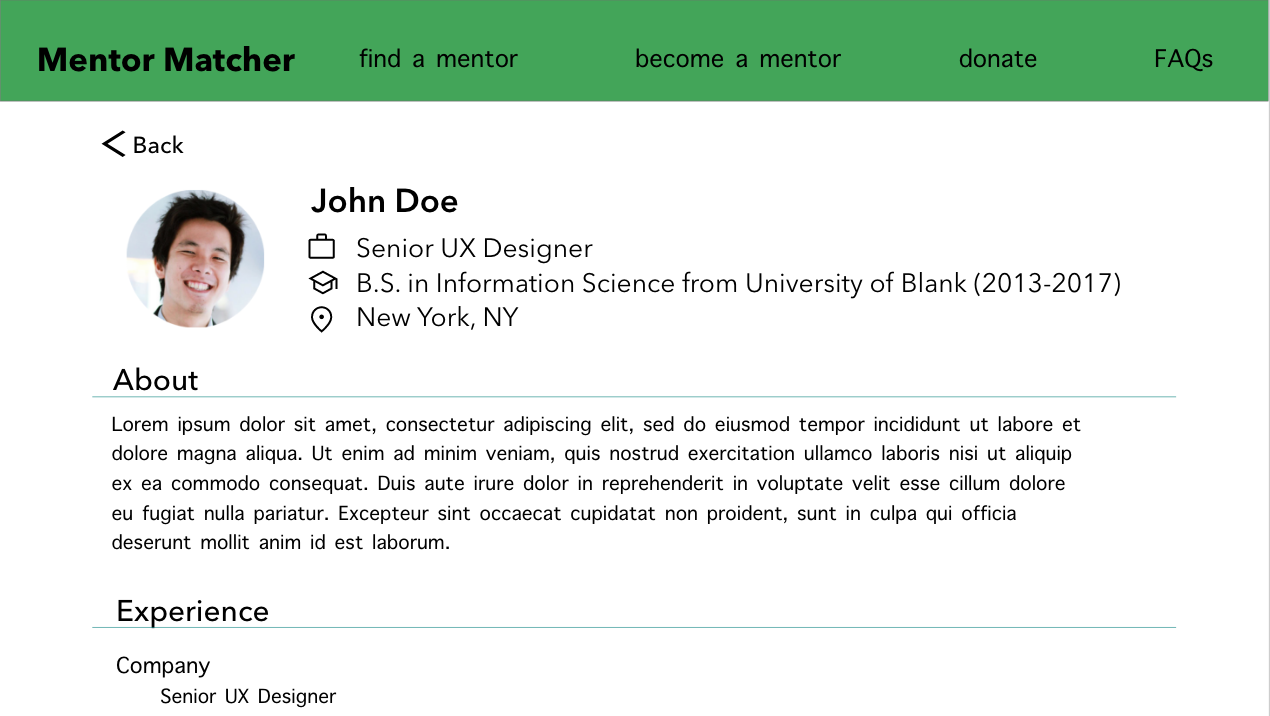 Mentor Matcher find a mentor become a mentor donate FAQs
Back
John Doe
Senior UX Designer
B.S. in Information Science from University of Blank (2013-2017)
New York, NY
About
Lorem ipsum dolor sit amet, consectetur adipiscing elit, sed do eiusmod tempor incididunt ut labore et
dolore magna aliqua. Ut enim ad minim veniam, quis nostrud exercitation ullamco laboris nisi ut aliquip
ex ea commodo consequat. Duis aute irure dolor in reprehenderit in voluptate velit esse cillum dolore
eu fugiat nulla pariatur. Excepteur sint occaecat cupidatat non proident, sunt in culpa qui officia
deserunt mollit anim id est laborum.
Experience
Company
Senior UX Designer